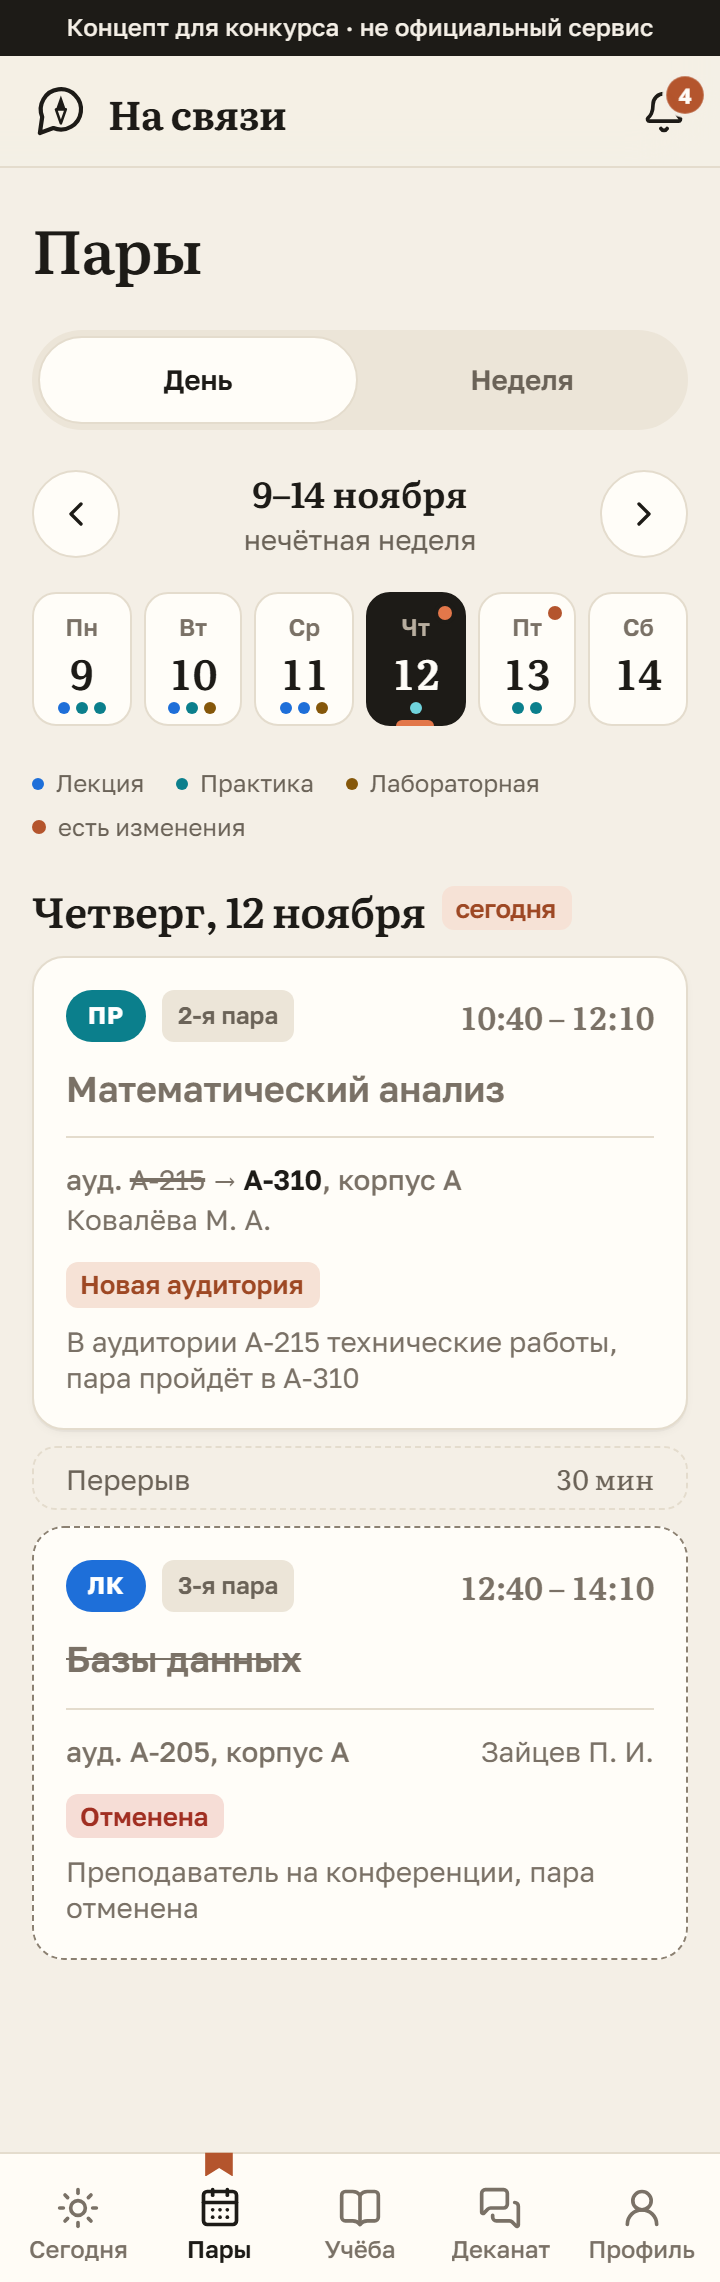 Концепт для конкурса · не официальный сервис
На связи
4
Пары
День Неделя
9–14 ноября
нечётная неделя
Пн Вт Ср Чт Пт Сб
9 10 11 12 13 14
Лекция Практика Лабораторная
есть изменения
Четверг, 12 ноября сегодня
ПР 2-я пара 10:40 – 12:10
Математический анализ
ауд. А-215 → А-310, корпус А
Ковалёва М. А.
Новая аудитория
В аудитории А-215 технические работы,
пара пройдёт в А-310
Перерыв 30 мин
ЛК 3-я пара 12:40 – 14:10
Базы данных
ауд. А-205, корпус А Зайцев П. И.
Отменена
Преподаватель на конференции, пара
отменена
Сегодня Пары Учёба Деканат Профиль